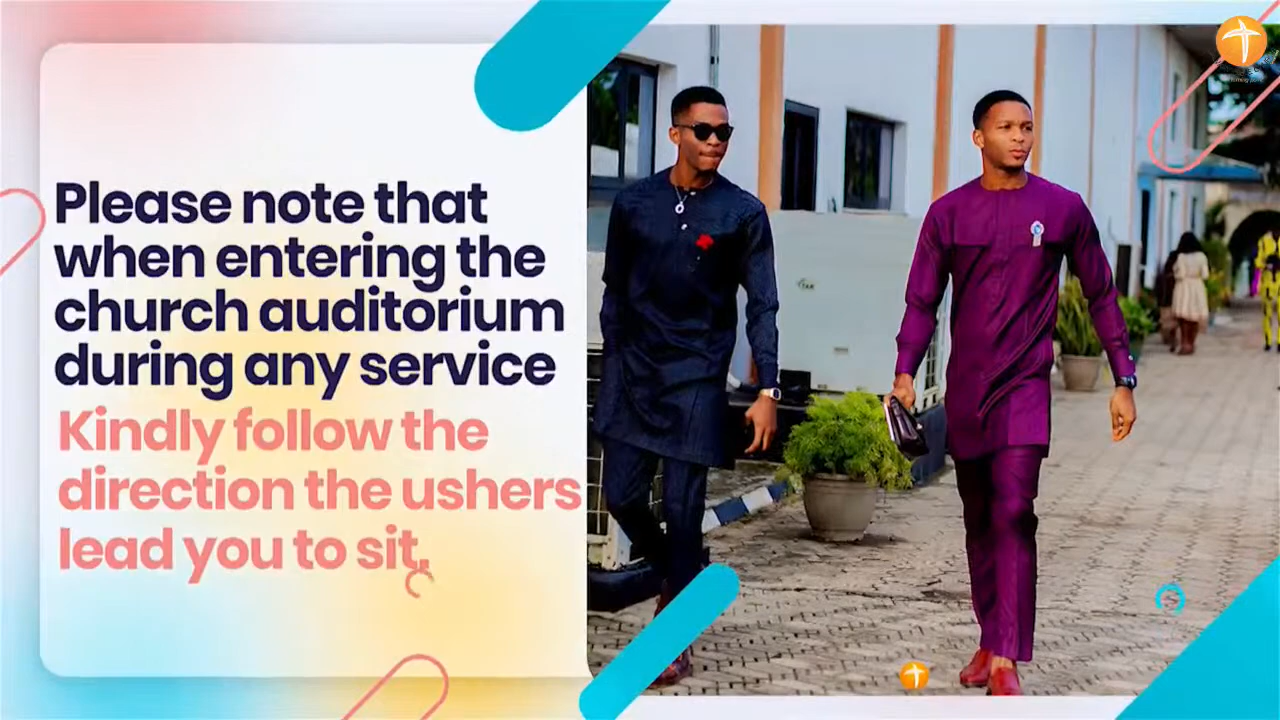 Please note that
when entering the
church auditorium
during any service
Kindly follow the
direction the ushers
lead you to sit.